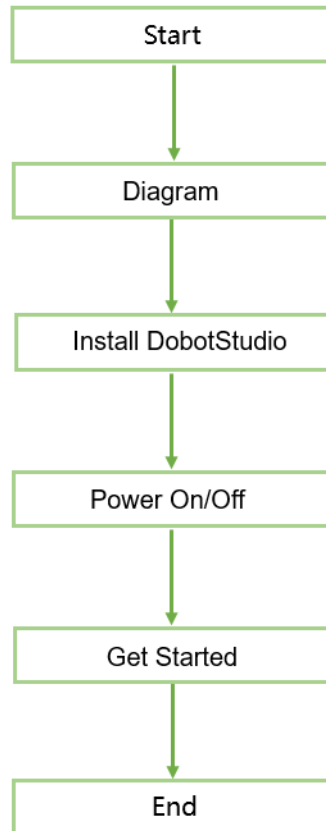 Start
Diagram
Install DobotStudio
Power On/Off
Get Started
End